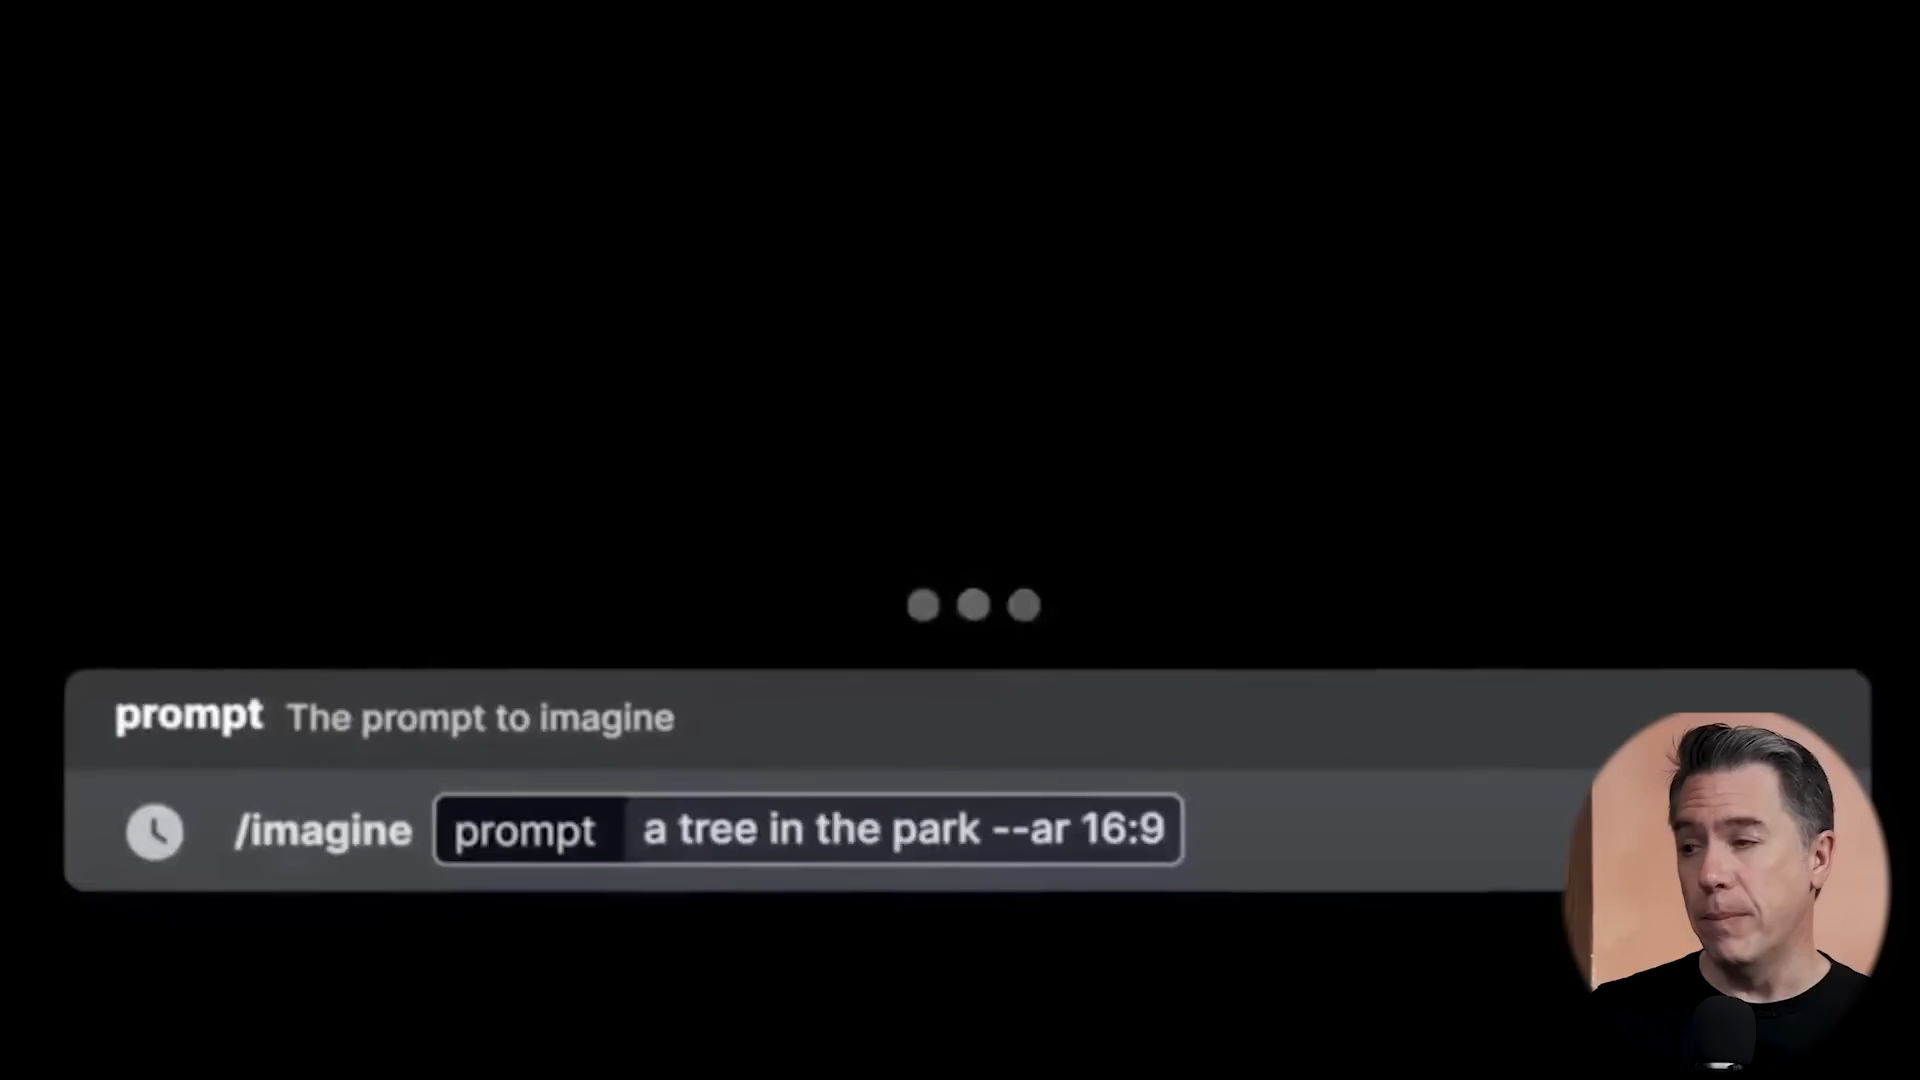 prompt The prompt to imagine
/imagine prompt a tree in the park --ar 16:9